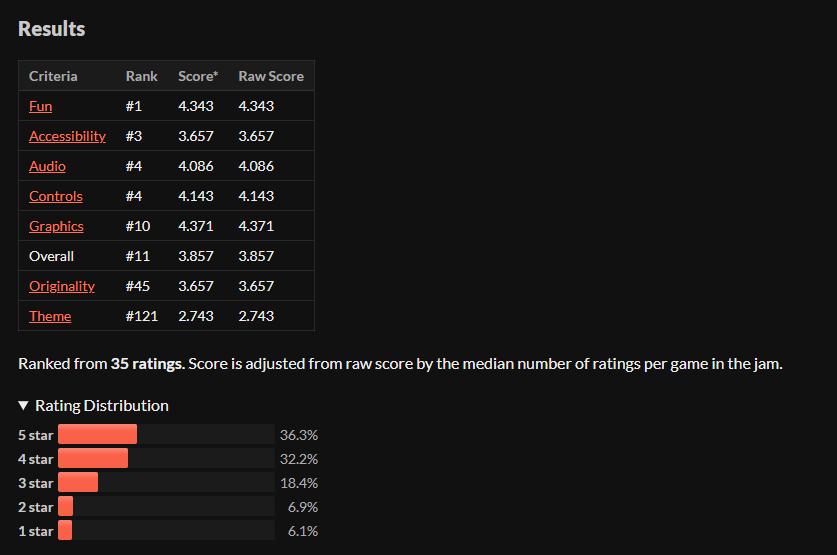 Results
Criteria Rank Score* Raw Score
Fun #1 4.343 4.343
Accessibility #3 3.657 3.657
Audio #4 4.086 4.086
Controls #4 4.143 4.143
Graphics #10 4.371 4.371
Overall #11 3.857 3.857
Originality #45 3.657 3.657
Theme #121 2.743 2.743
Ranked from 35 ratings. Score is adjusted from raw score by the median number of ratings per game in the jam.
▼ Rating Distribution
5 star 36.3%
4 star 32.2%
3 star 18.4%
2 star 6.9%
1 star 6.1%